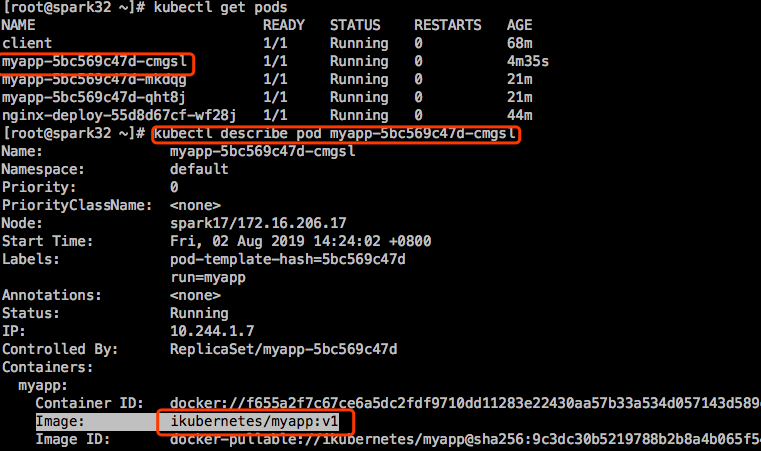 [root@spark32 ~]# kubectl get pods
NAME READY STATUS RESTARTS AGE
client 1/1 Running 0 68m
myapp-5bc569c47d-cmgsl 1/1 Running 0 4m35s
myapp-5bc569c47d-mkdqg 1/1 Running 0 21m
myapp-5bc569c47d-qht8j 1/1 Running 0 21m
nginx-deploy-55d8d67cf-wf28j 1/1 Running 0 44m
[root@spark32 ~]# kubectl describe pod myapp-5bc569c47d-cmgsl
Name: myapp-5bc569c47d-cmgsl
Namespace: default
Priority: 0
PriorityClassName: <none>
Node: spark17/172.16.206.17
Start Time: Fri, 02 Aug 2019 14:24:02 +0800
Labels: pod-template-hash=5bc569c47d
run=myapp
Annotations: <none>
Status: Running
IP: 10.244.1.7
Controlled By: ReplicaSet/myapp-5bc569c47d
Containers:
myapp:
Container ID: docker://f655a2f7c67ce6a5dc2fdf9710dd11283e22430aa57b33a534d057143d589
Image: ikubernetes/myapp:v1
Image ID: docker-pullable://ikubernetes/myapp@sha256:9c3dc30b5219788b2b8a4b065f54